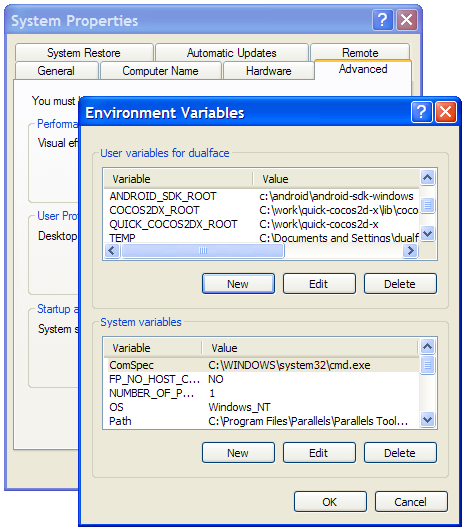 System Properties
System Restore Automatic Updates Remote
General Computer Name Hardware Advanced
You must
Environment Variables
Performa
Visual ef
User variables for dualface
Variable Value
ANDROID_SDK_ROOT c:\android\android-sdk-windows
COCOS2DX_ROOT C:\work\quick-cocos2d-x\lib\coco
QUICK_COCOS2DX_ROOT C:\work\quick-cocos2d-x
TEMP C:\Documents and Settings\dualf
User Prof
Desktop
New Edit Delete
Startup a
System s
System variables
Variable Value
ComSpec C:\WINDOWS\system32\cmd.exe
FP_NO_HOST_C... NO
NUMBER_OF_P... 1
OS Windows_NT
Path C:\Program Files\Parallels\Parallels Tool...
New Edit Delete
OK Cancel